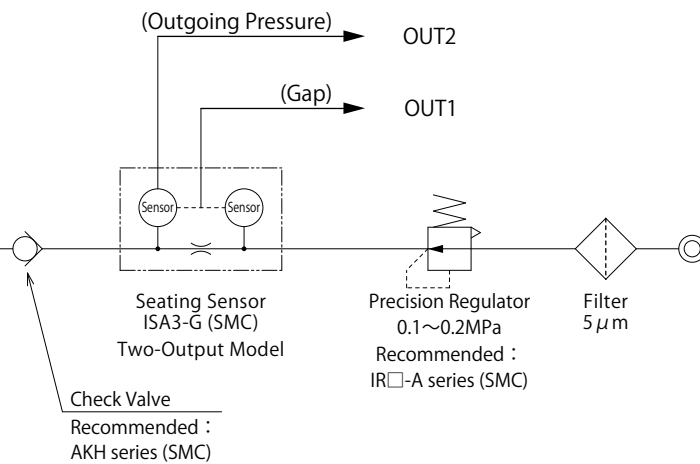 (Outgoing Pressure)
OUT2
(Gap)
OUT1
Sensor
Sensor
Seating Sensor
ISA3-G (SMC)
Two-Output Model
Precision Regulator
0.1～0.2MPa
Recommended：
IR□-A series (SMC)
Filter
5μm
Check Valve
Recommended：
AKH series (SMC)